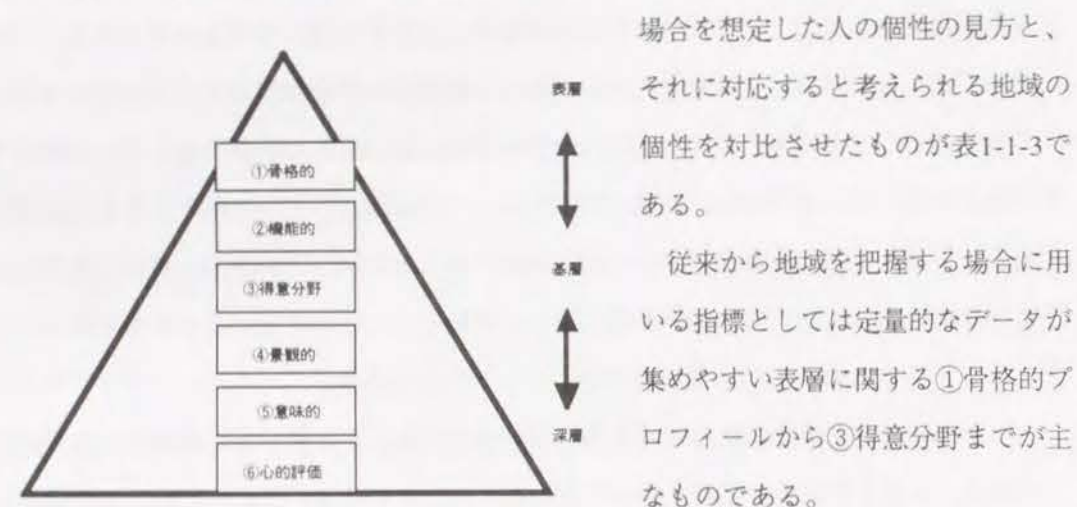 ①骨格的
②機能的
③得意分野
④景観的
⑤意味的
⑥心的評価
表層
基層
深層
場合を想定した人の個性の見方と、
それに対応すると考えられる地域の
個性を対比させたものが表1-1-3で
ある。
　従来から地域を把握する場合に用
いる指標としては定量的なデータが
集めやすい表層に関する①骨格的プ
ロフィールから③得意分野までが主
なものである。